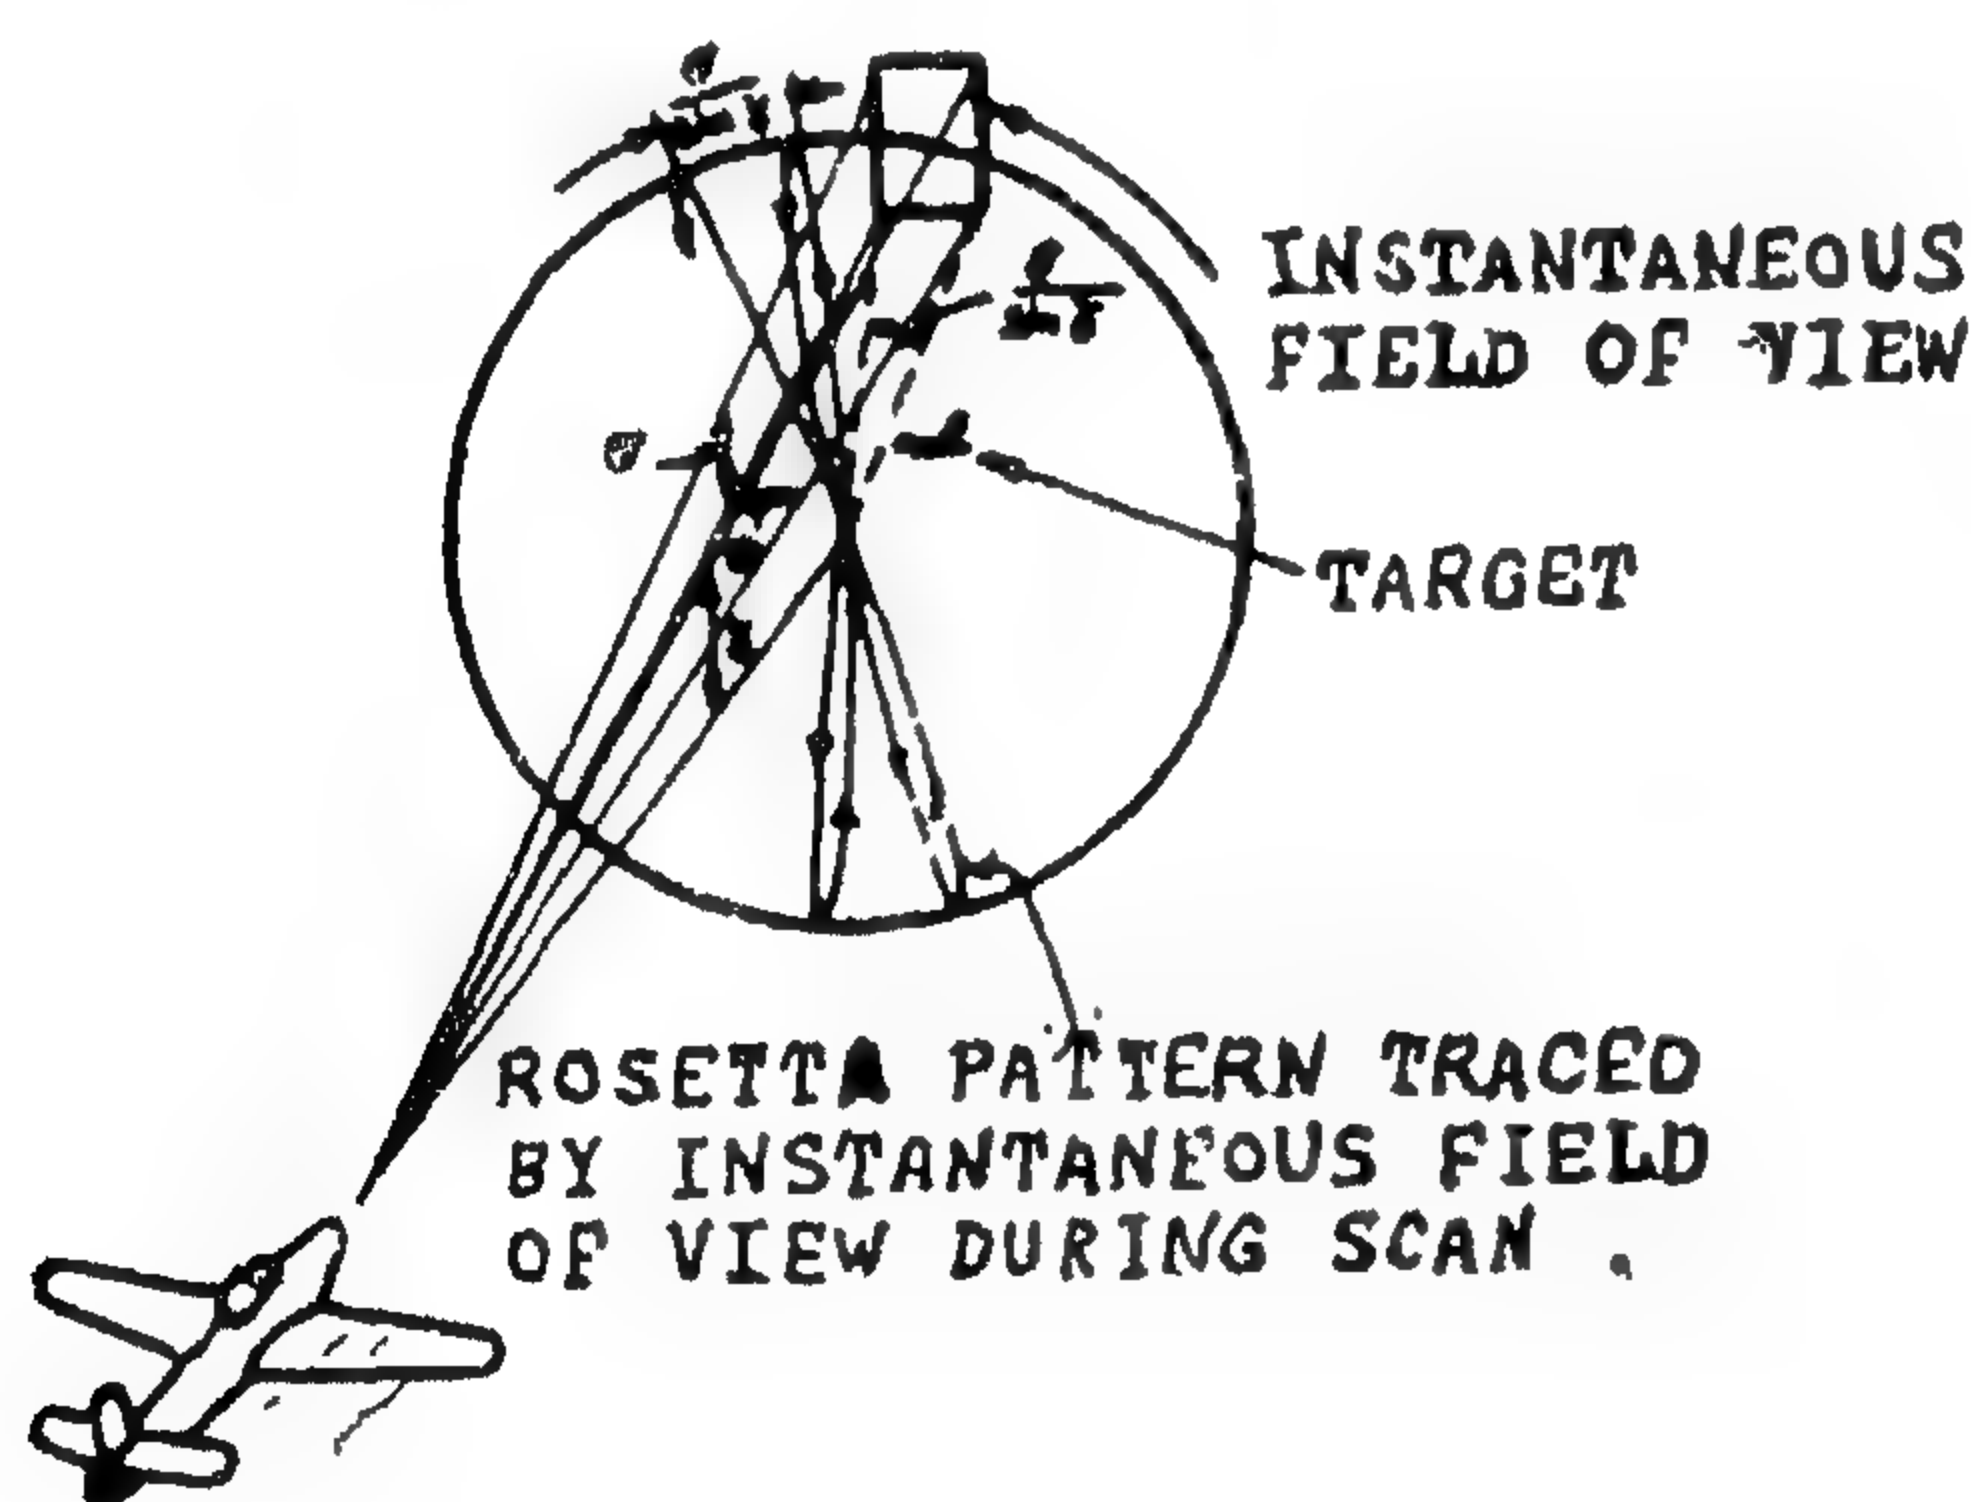 INSTANTANEOUS
FIELD OF VIEW
TARGET
ROSETTA PATTERN TRACED
BY INSTANTANEOUS FIELD
OF VIEW DURING SCAN .